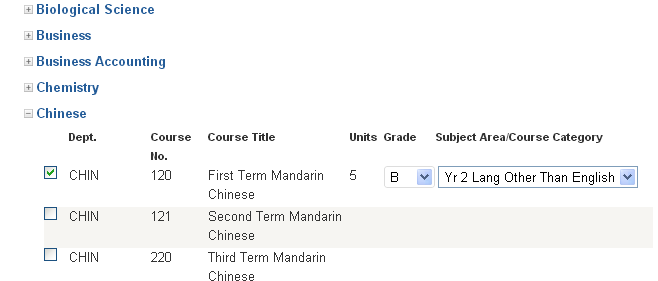 Biological Science
Business
Business Accounting
Chemistry
Chinese
Dept. Course No. Course Title Units Grade Subject Area/Course Category
CHIN 120 First Term Mandarin Chinese 5 B Yr 2 Lang Other Than English
CHIN 121 Second Term Mandarin Chinese
CHIN 220 Third Term Mandarin Chinese